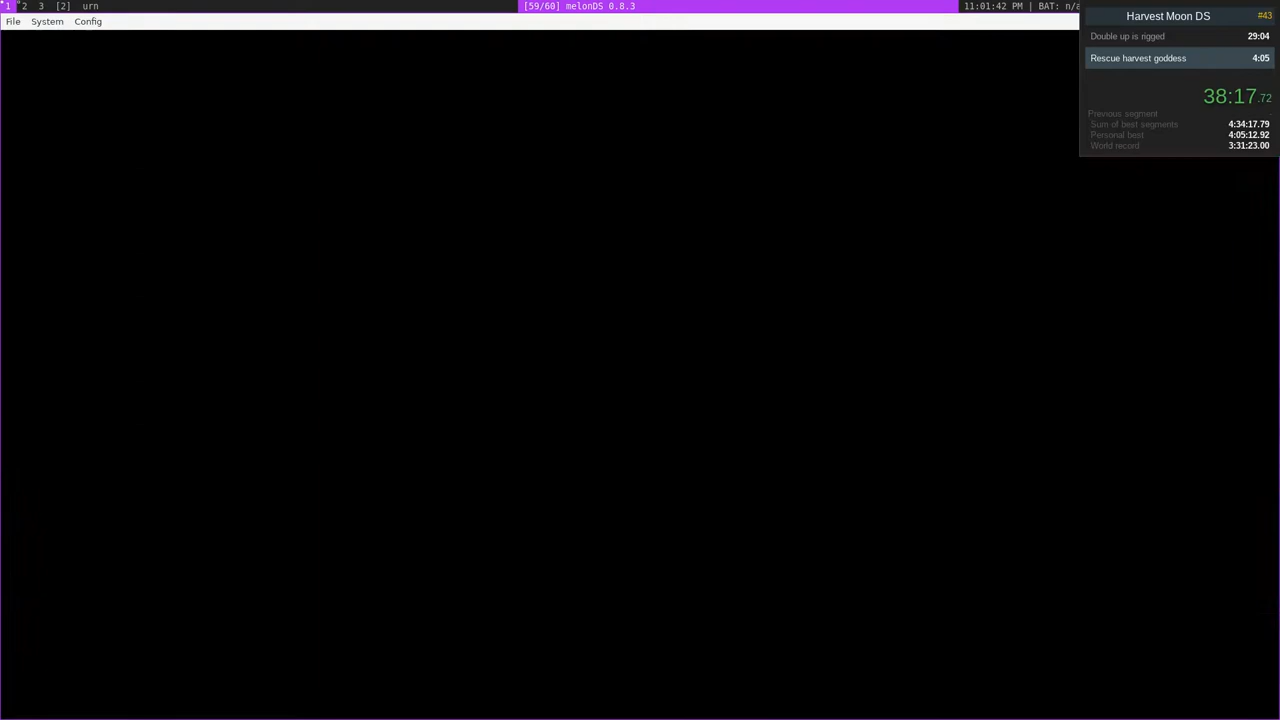 1 2 3 [2] urn [59/60] melonDS 0.8.3 11:01:42 PM | BAT: n/a
File System Config
Harvest Moon DS #43
Double up is rigged 29:04
Rescue harvest goddess 4:05
38:17.72
Previous segment -
Sum of best segments 4:34:17.79
Personal best 4:05:12.92
World record 3:31:23.00